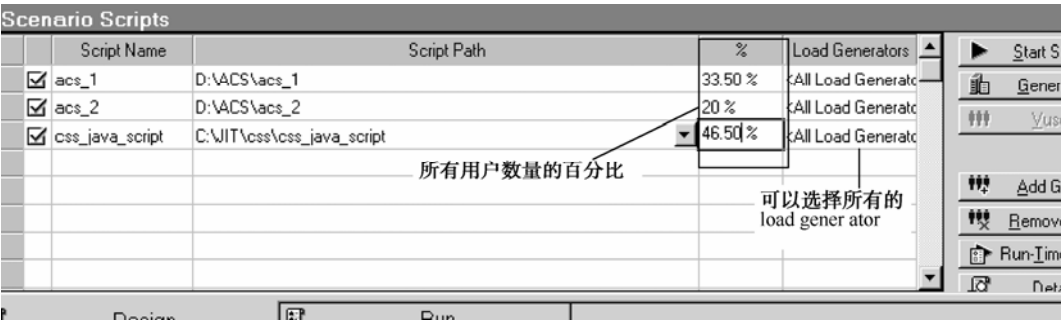 Scenario Scripts
Script Name Script Path % Load Generators
acs_1 D:\ACS\acs_1 33.50 % <All Load Generato
acs_2 D:\ACS\acs_2 20 % <All Load Generato
css_java_script C:\JIT\css\css_java_script 46.50 % <All Load Generato
所有用户数量的百分比
可以选择所有的
load gener ator
Start S
Gener
Vus
Add G
Remov
Run-Tim
Deta
Design Run